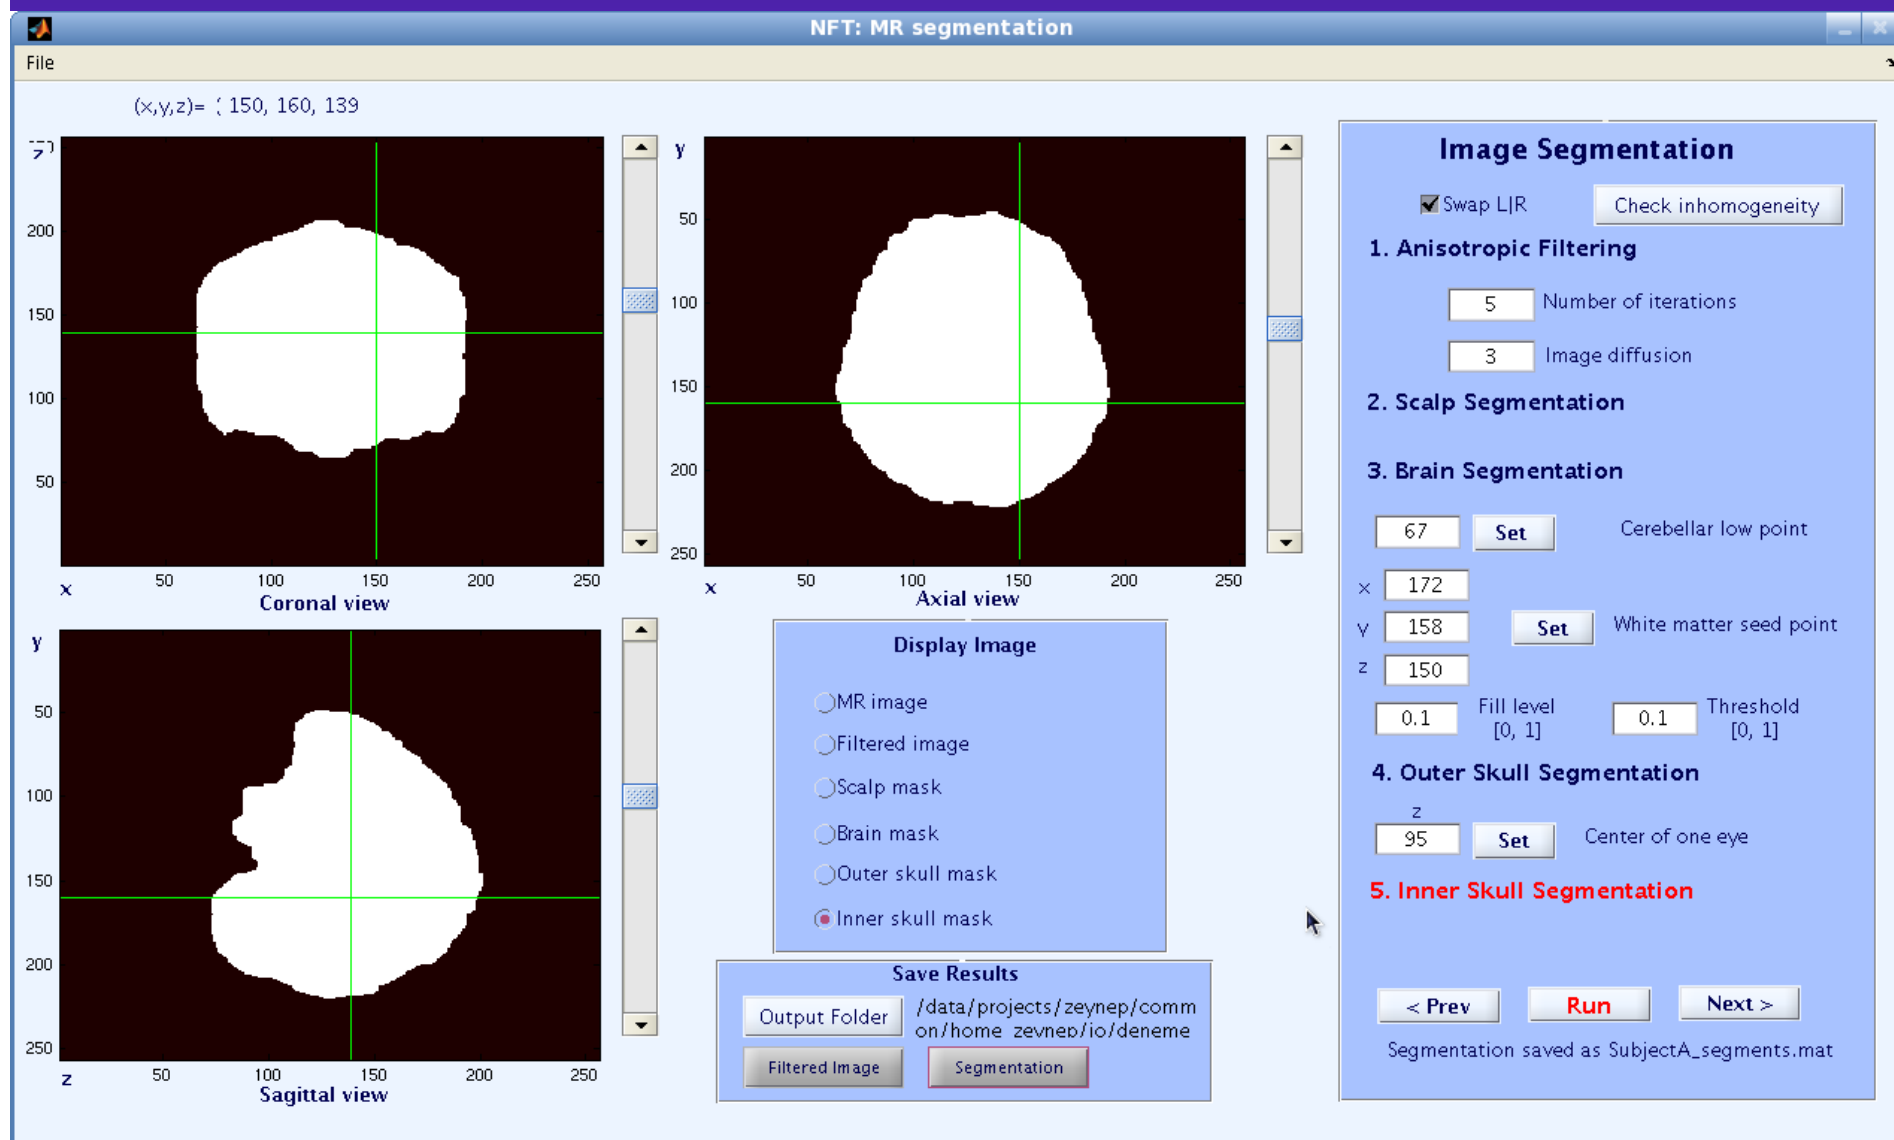 NFT: MR segmentation
File
(x,y,z)= ( 150, 160, 139
z
200
150
100
50
x
50 100 150 200 250
Coronal view
y
50
100
150
200
250
x
50 100 150 200 250
Axial view
y
50
100
150
200
250
z
50 100 150 200 250
Sagittal view
Display Image
MR image
Filtered image
Scalp mask
Brain mask
Outer skull mask
Inner skull mask
Save Results
Output Folder
/data/projects/zeynep/comm
on/home_zeynep/io/deneme
Filtered Image
Segmentation
Image Segmentation
Swap L|R
Check inhomogeneity
1. Anisotropic Filtering
5 Number of iterations
3 Image diffusion
2. Scalp Segmentation
3. Brain Segmentation
67 Set Cerebellar low point
x 172
y 158 Set White matter seed point
z 150
0.1 Fill level [0, 1] 0.1 Threshold [0, 1]
4. Outer Skull Segmentation
z
95 Set Center of one eye
5. Inner Skull Segmentation
< Prev Run Next >
Segmentation saved as SubjectA_segments.mat